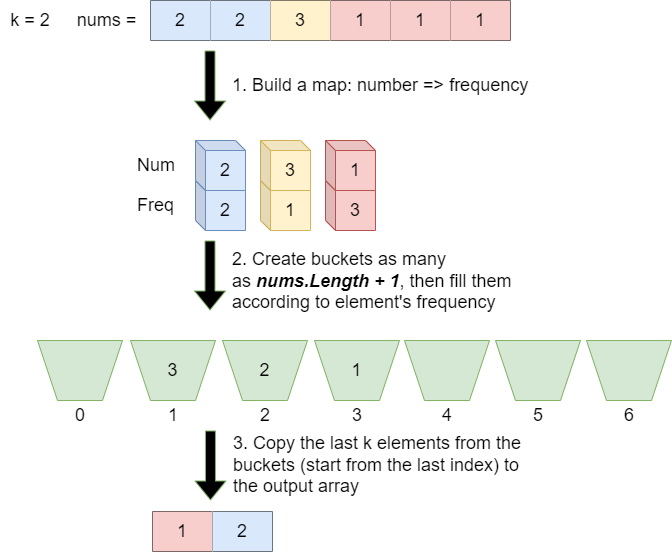 k = 2 nums = 2 2 3 1 1 1
1. Build a map: number => frequency
Num 2 3 1
Freq 2 1 3
2. Create buckets as many
as nums.Length + 1, then fill them
according to element's frequency
3 2 1
0 1 2 3 4 5 6
3. Copy the last k elements from the
buckets (start from the last index) to
the output array
1 2